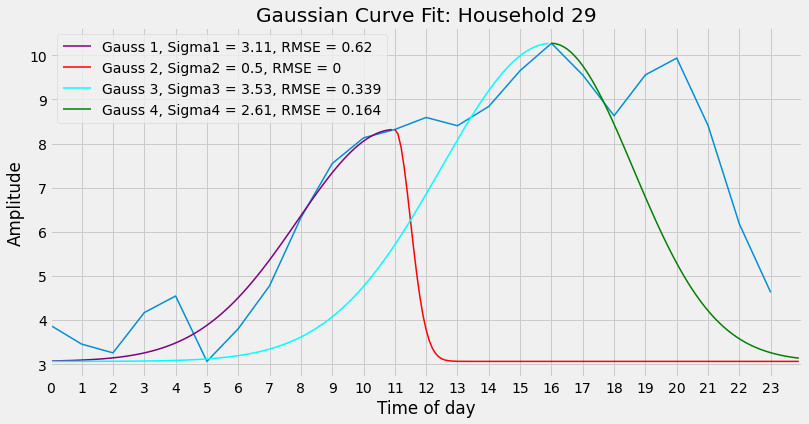 Gaussian Curve Fit: Household 29
Gauss 1, Sigma1 = 3.11, RMSE = 0.62
Gauss 2, Sigma2 = 0.5, RMSE = 0
Gauss 3, Sigma3 = 3.53, RMSE = 0.339
Gauss 4, Sigma4 = 2.61, RMSE = 0.164
Amplitude
10
9
8
7
6
5
4
3
0 1 2 3 4 5 6 7 8 9 10 11 12 13 14 15 16 17 18 19 20 21 22 23
Time of day